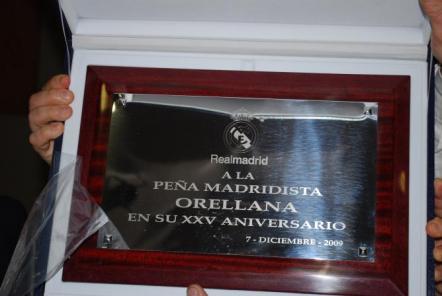 Realmadrid
A LA
PEÑA MADRIDISTA
ORELLANA
EN SU XXV ANIVERSARIO
7 - DICIEMBRE - 2009